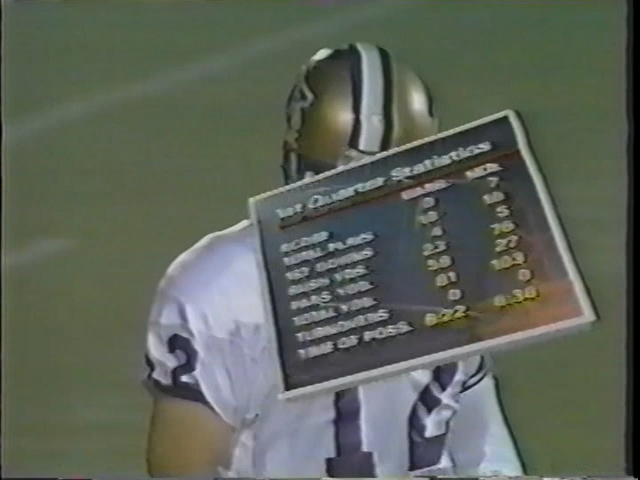 1st Quarter Statistics
SCORE 0 7
TOTAL PLAYS 18
1ST DOWNS 4 5
RUSH YDS. 23 76
PASS YDS. 58 27
TOTAL YDS. 81 103
TURNOVERS 0 0
TIME OF POSS. 6:22 8:38
2